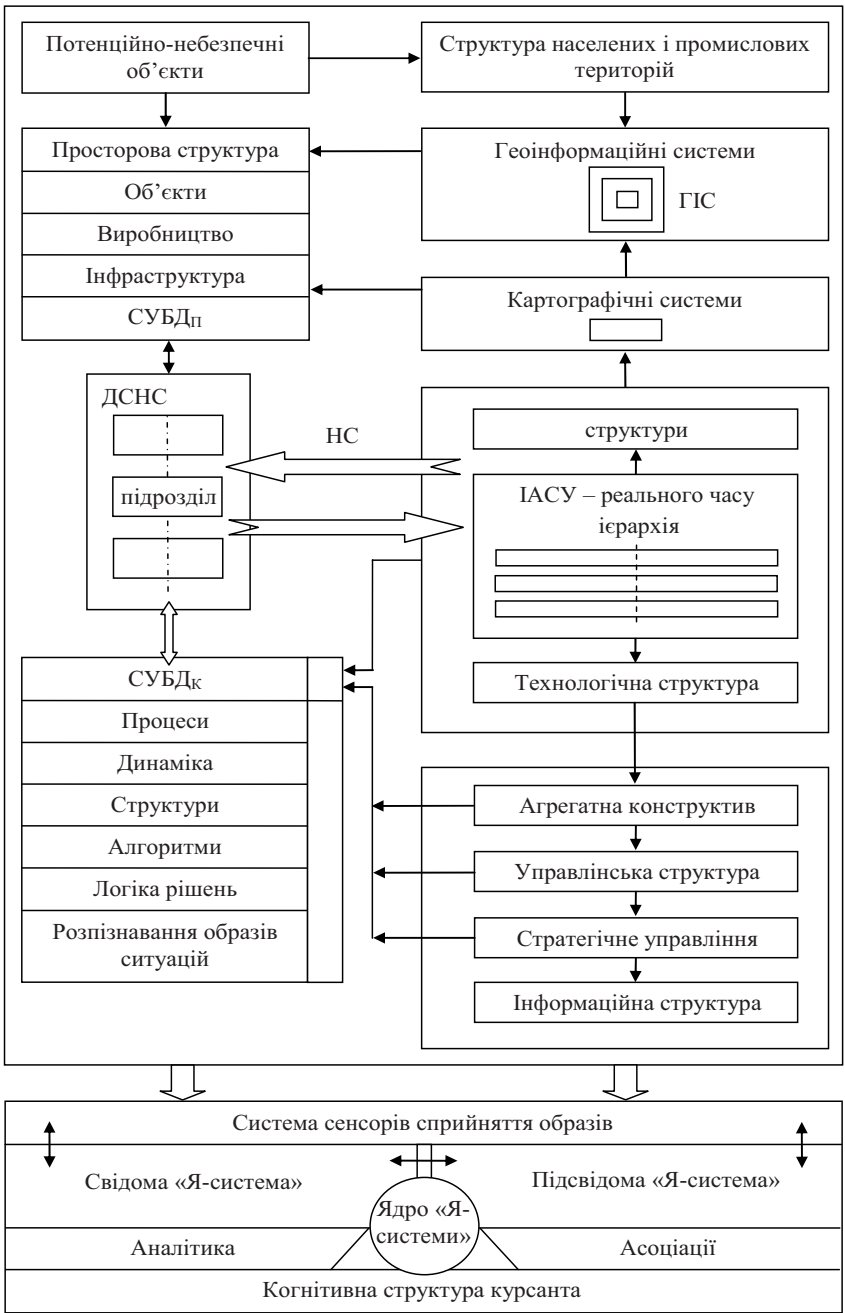 Потенційно-небезпечні
об’єкти
Структура населених і промислових
територій
Просторова структура
Об’єкти
Виробництво
Інфраструктура
СУБДП
Геоінформаційні системи
ГІС
Картографічні системи
ДСНС
підрозділ
НС
структури
ІАСУ – реального часу
ієрархія
Технологічна структура
СУБДК
Процеси
Динаміка
Структури
Алгоритми
Логіка рішень
Розпізнавання образів
ситуацій
Агрегатна конструктив
Управлінська структура
Стратегічне управління
Інформаційна структура
Система сенсорів сприйняття образів
Свідома «Я-система»
Підсвідома «Я-система»
Ядро «Я-
системи»
Аналітика
Асоціації
Когнітивна структура курсанта